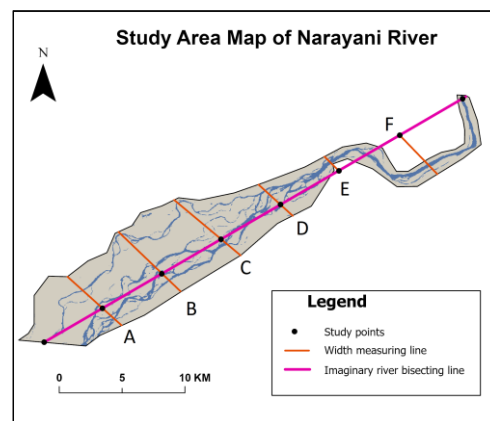 Study Area Map of Narayani River
N
F
E
D
C
B
A
Legend
Study points
Width measuring line
Imaginary river bisecting line
0 5 10 KM